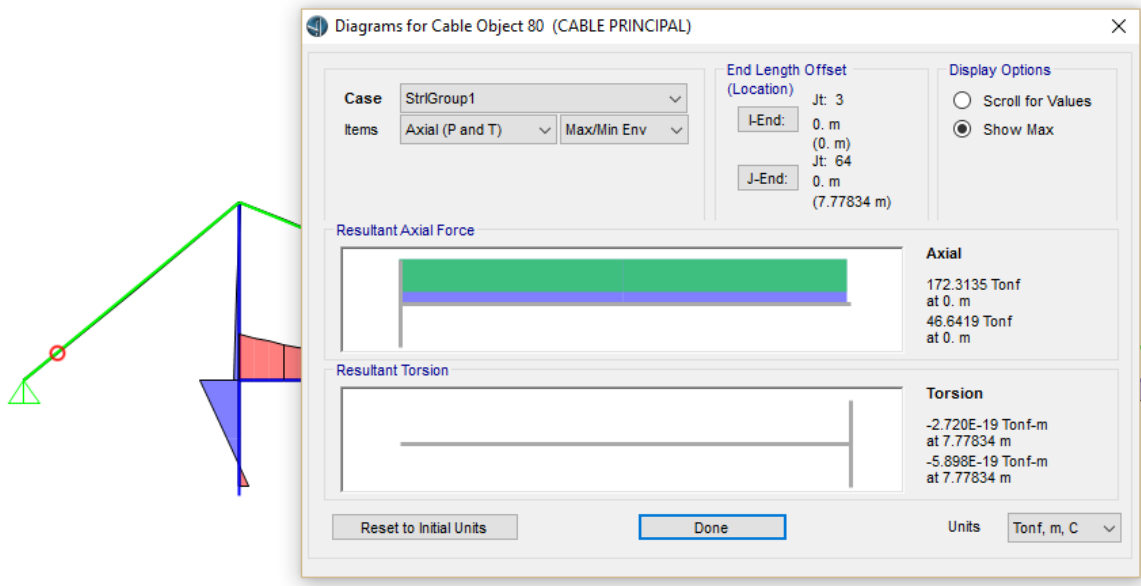 Diagrams for Cable Object 80 (CABLE PRINCIPAL)
Case
StrlGroup1
Items
Axial (P and T)
Max/Min Env
End Length Offset
(Location)
I-End:
Jt: 3
0. m
(0. m)
J-End:
Jt: 64
0. m
(7.77834 m)
Display Options
Scroll for Values
Show Max
Resultant Axial Force
Axial
172.3135 Tonf
at 0. m
46.6419 Tonf
at 0. m
Resultant Torsion
Torsion
-2.720E-19 Tonf-m
at 7.77834 m
-5.898E-19 Tonf-m
at 7.77834 m
Reset to Initial Units
Done
Units
Tonf, m, C